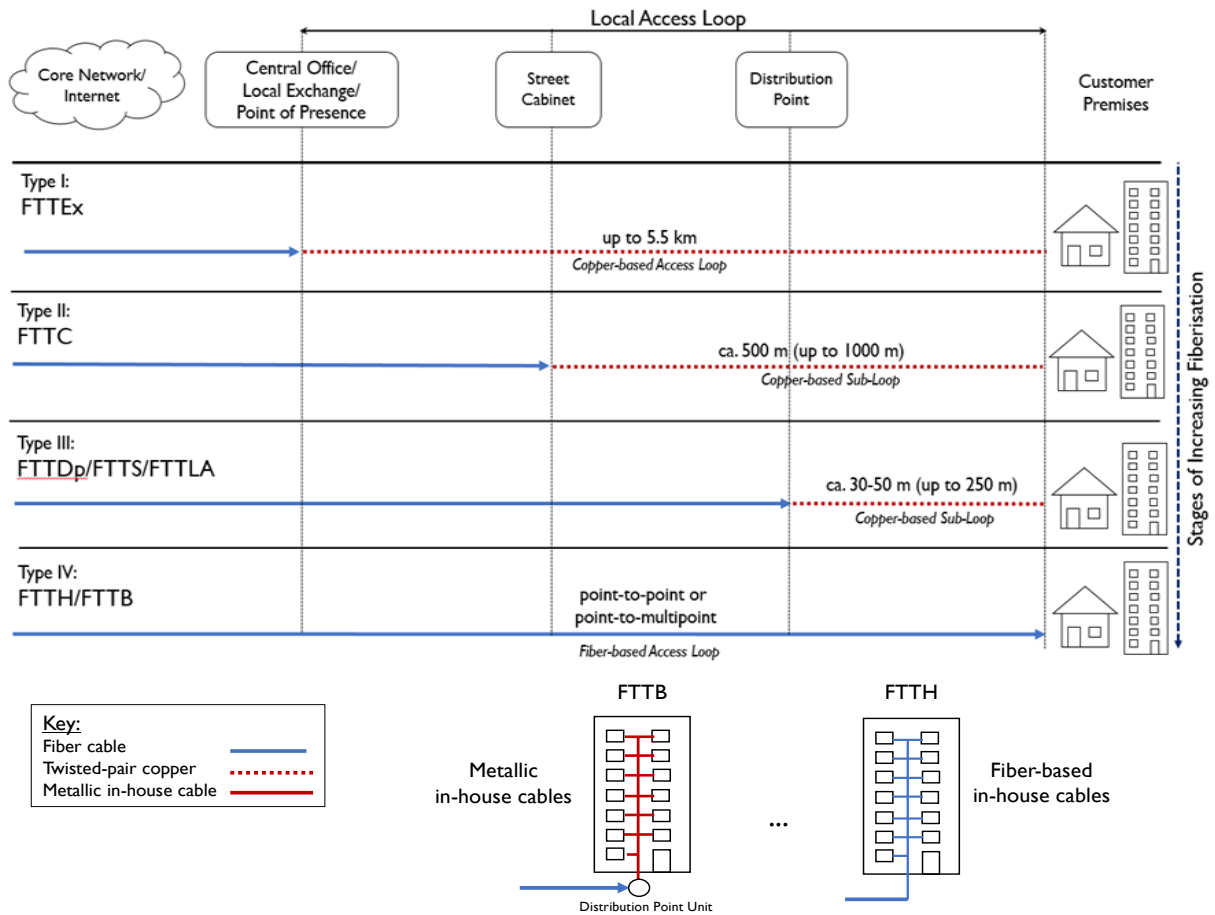 Local Access Loop
Core Network/
Internet
Central Office/
Local Exchange/
Point of Presence
Street
Cabinet
Distribution
Point
Customer
Premises
Type I:
FTTEx
up to 5.5 km
Copper-based Access Loop
Type II:
FTTC
ca. 500 m (up to 1000 m)
Copper-based Sub-Loop
Type III:
FTTDp/FTTS/FTTLA
ca. 30-50 m (up to 250 m)
Copper-based Sub-Loop
Type IV:
FTTH/FTTB
point-to-point or
point-to-multipoint
Fiber-based Access Loop
Stages of Increasing Fiberisation
Key:
Fiber cable
Twisted-pair copper
Metallic in-house cable
FTTB
Metallic
in-house cables
Distribution Point Unit
...
FTTH
Fiber-based
in-house cables